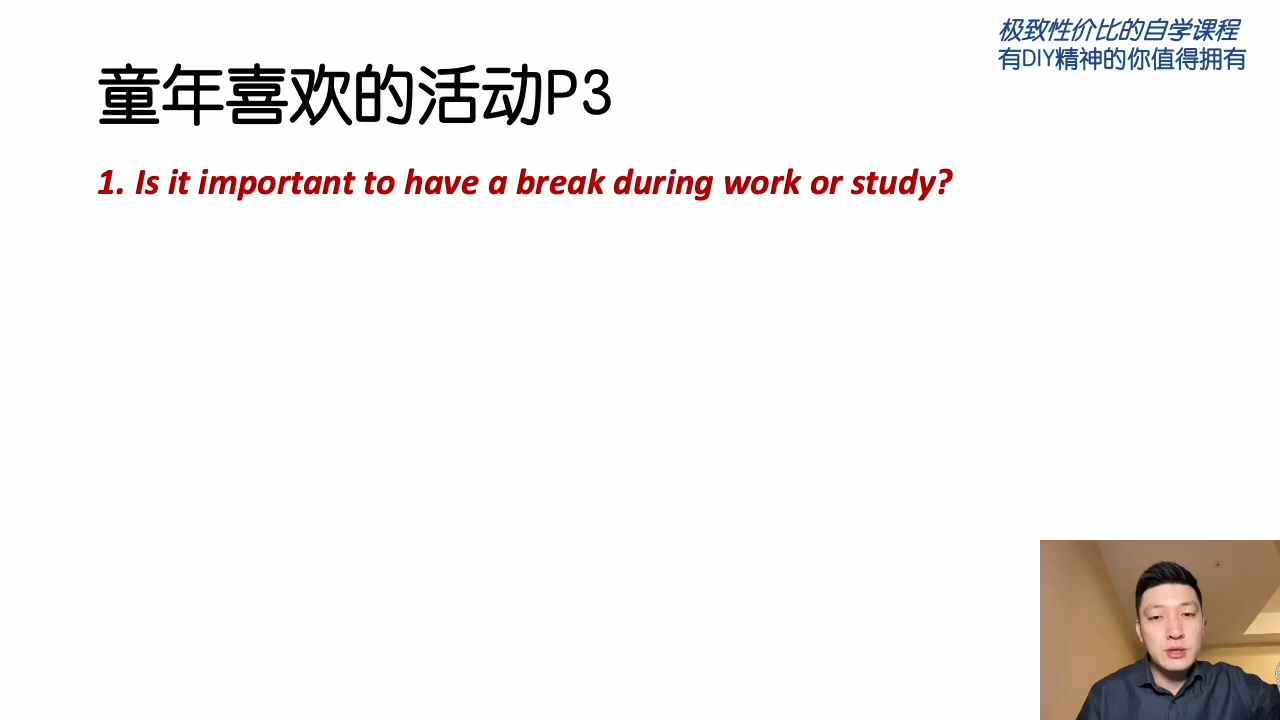 极致性价比的自学课程
有DIY精神的你值得拥有
童年喜欢的活动P3
1. Is it important to have a break during work or study?